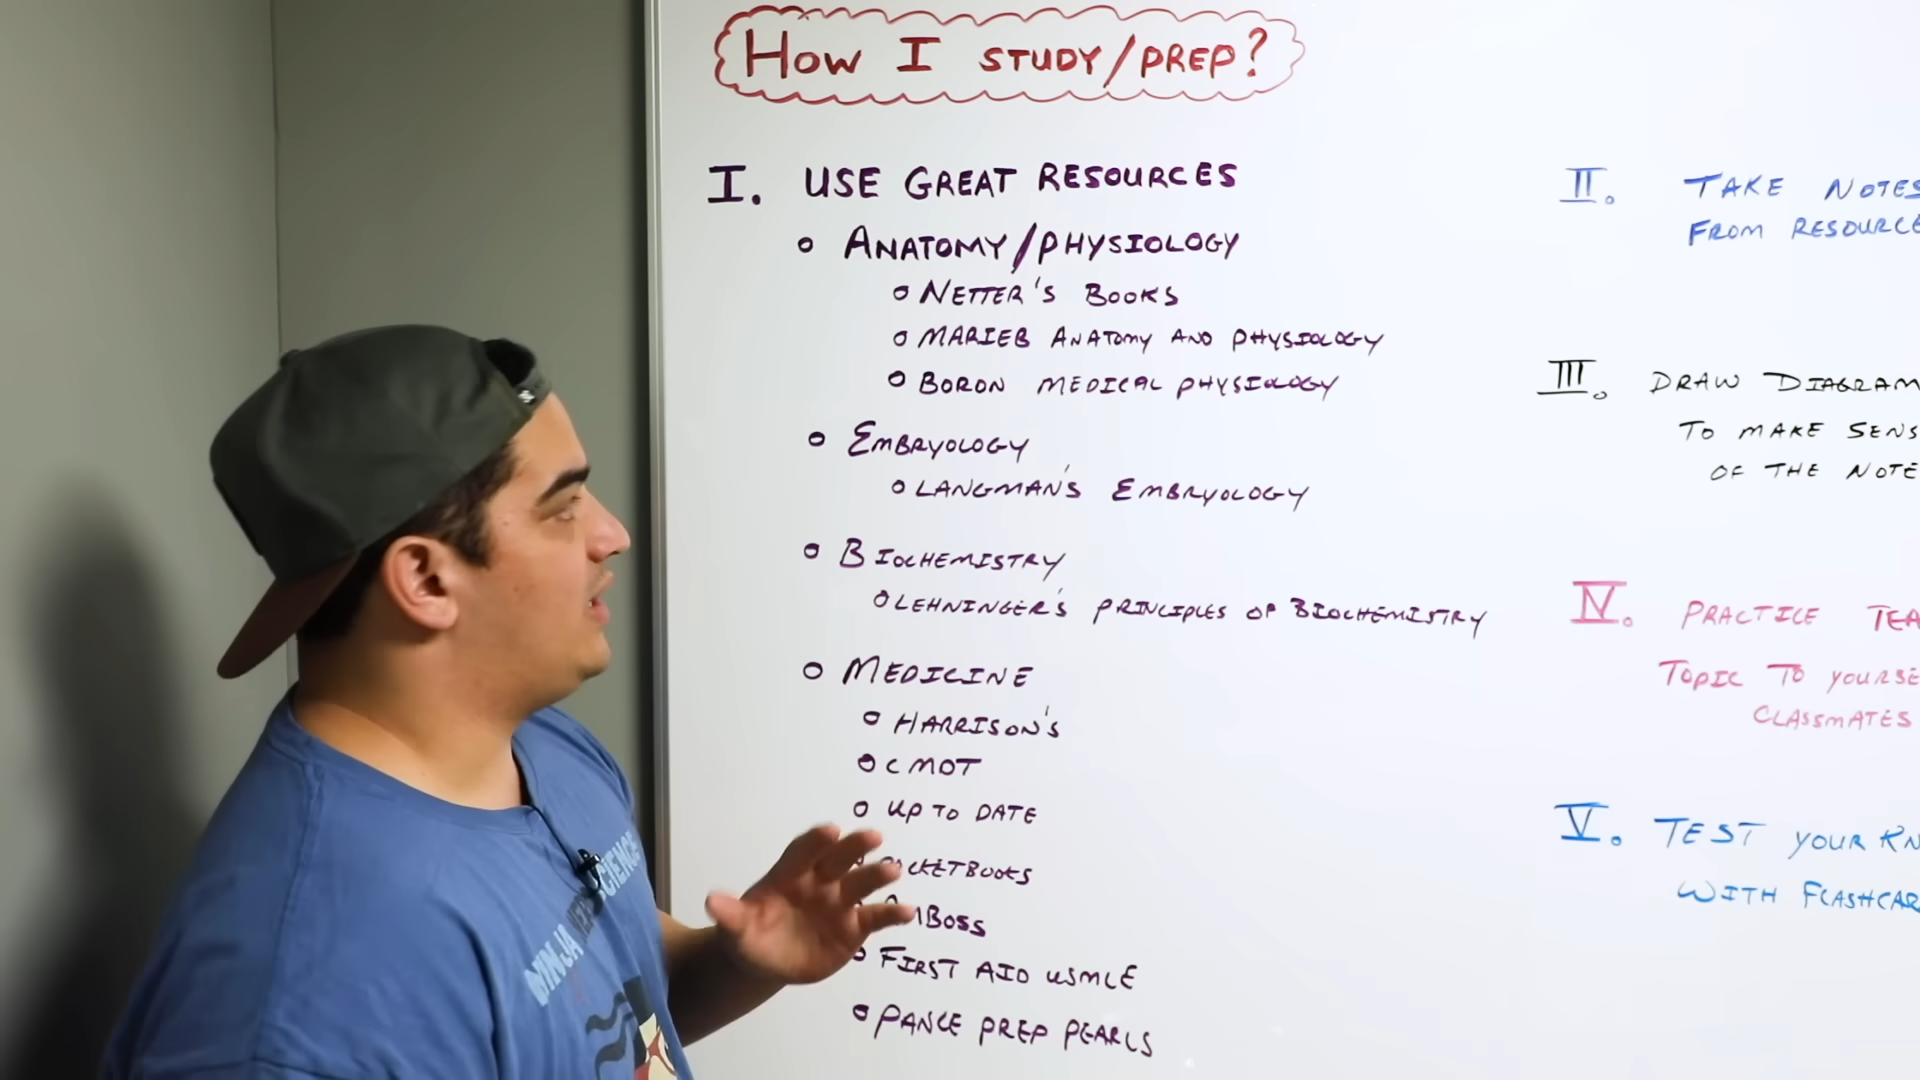 How I STUDY/PREP?
I. USE GREAT RESOURCES
ANATOMY/PHYSIOLOGY
NETTER'S BOOKS
MARIEB ANATOMY AND PHYSIOLOGY
BORON MEDICAL PHYSIOLOGY
EMBRYOLOGY
LANGMAN'S EMBRYOLOGY
BIOCHEMISTRY
LEHNINGER'S PRINCIPLES OF BIOCHEMISTRY
MEDICINE
HARRISON'S
CMDT
UP TO DATE
FIRST AID USMLE
PANCE PREP PEARLS
II. TAKE NOTES
FROM
III. DRAW
TO MAKE
OF THE
IV. PRACTICE
TOPIC TO
CLASSMATES
V. TEST YOUR
WITH
NINJA